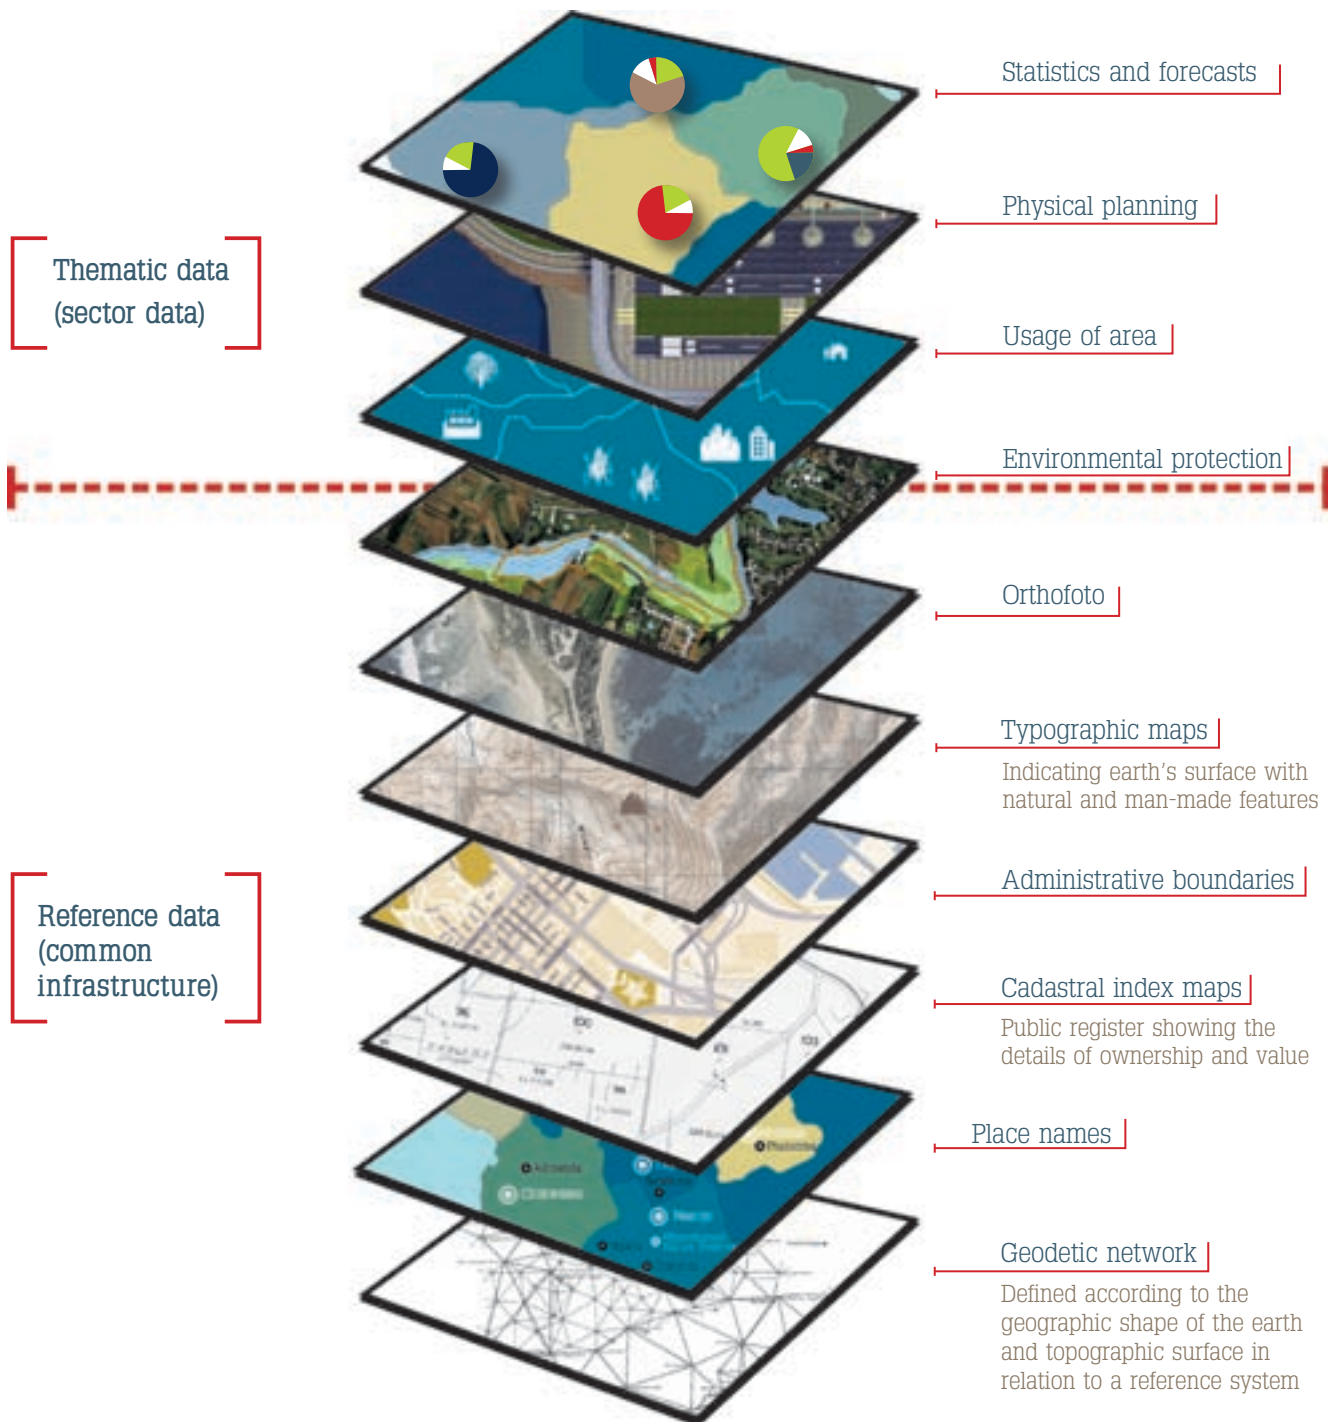 Statistics and forecasts
Physical planning
Thematic data
(sector data)
Usage of area
Environmental protection
Orthofoto
Typographic maps
Indicating earth's surface with
natural and man-made features
Administrative boundaries
Reference data
(common
infrastructure)
Cadastral index maps
Public register showing the
details of ownership and value
Place names
Geodetic network
Defined according to the
geographic shape of the earth
and topographic surface in
relation to a reference system